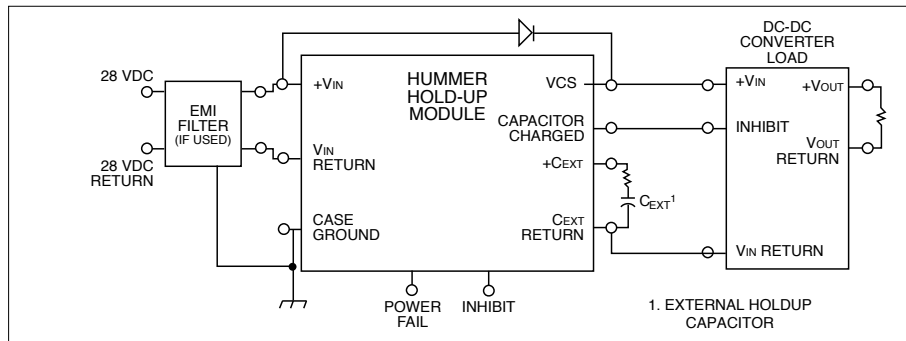 28 VDC
28 VDC
RETURN
EMI
FILTER
(IF USED)
+VIN
VIN
RETURN
CASE
GROUND
HUMMER
HOLD-UP
MODULE
VCS
CAPACITOR
CHARGED
+CEXT
CEXT
RETURN
POWER
FAIL
INHIBIT
CEXT1
DC-DC
CONVERTER
LOAD
+VIN
+VOUT
INHIBIT
VOUT
RETURN
VIN RETURN
1. EXTERNAL HOLDUP
CAPACITOR